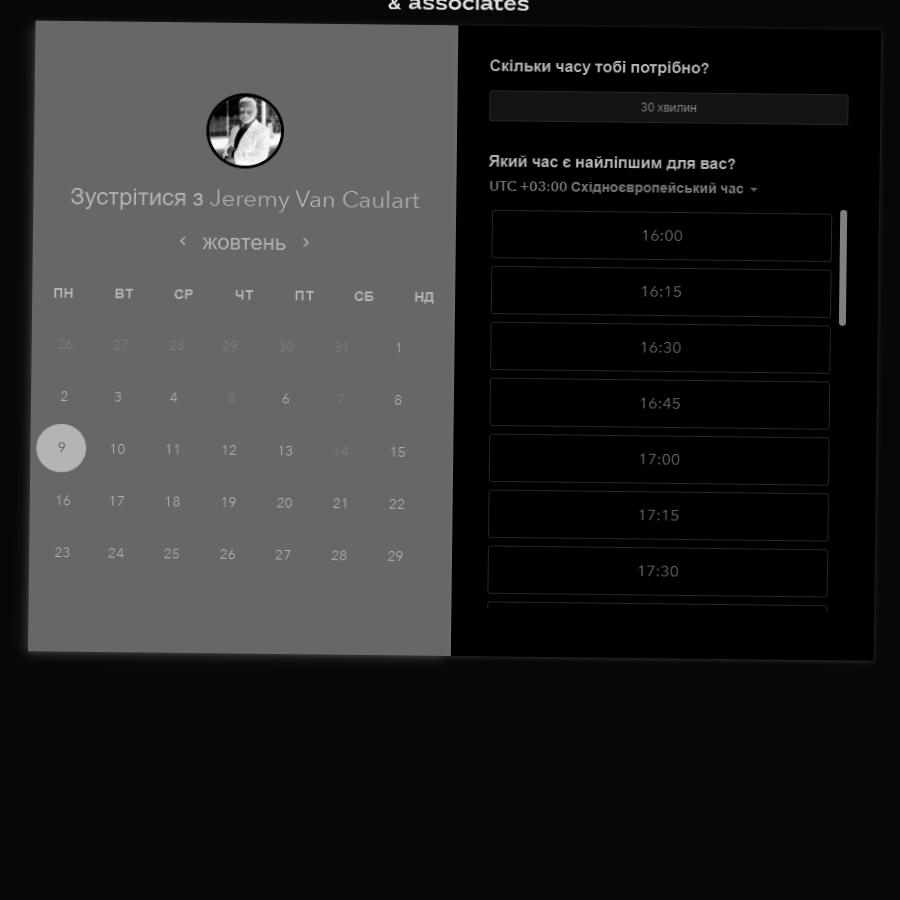 & associates
Зустрітися з Jeremy Van Caulart
жовтень
ПН ВТ СР ЧТ ПТ СБ НД
26 27 28 29 30 31 1
2 3 4 5 6 7 8
9 10 11 12 13 14 15
16 17 18 19 20 21 22
23 24 25 26 27 28 29
Скільки часу тобі потрібно?
30 хвилин
Який час є найліпшим для вас?
UTC +03:00 Східноєвропейський час
16:00
16:15
16:30
16:45
17:00
17:15
17:30